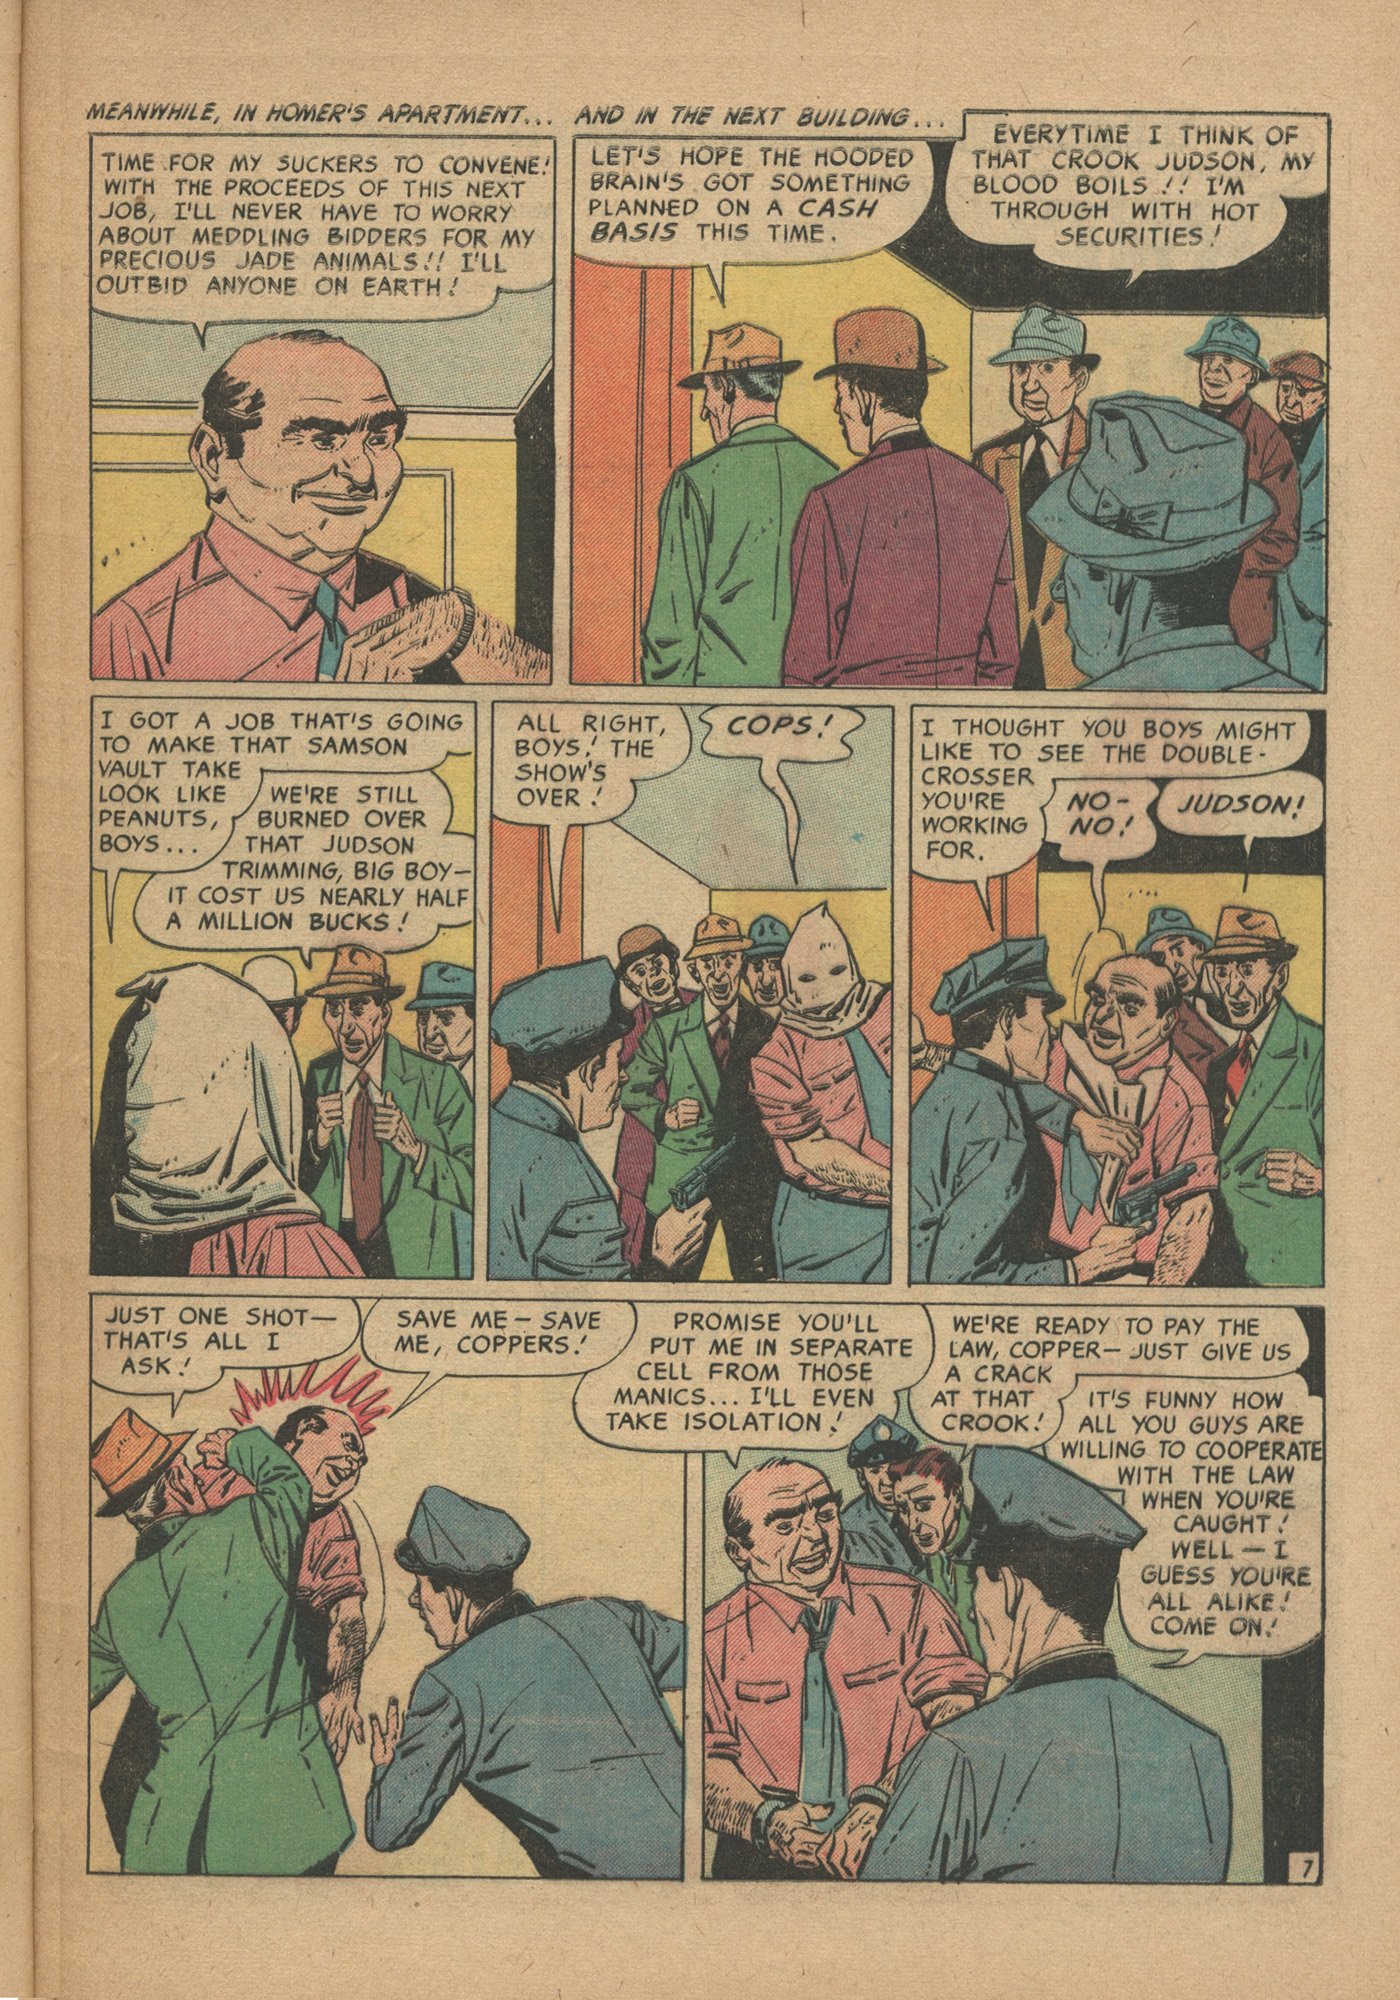 MEANWHILE, IN HOMER'S APARTMENT...
TIME FOR MY SUCKERS TO CONVENE!
WITH THE PROCEEDS OF THIS NEXT
JOB, I'LL NEVER HAVE TO WORRY
ABOUT MEDDLING BIDDERS FOR MY
PRECIOUS JADE ANIMALS!! I'LL
OUTBID ANYONE ON EARTH!
AND IN THE NEXT BUILDING...
LET'S HOPE THE HOODED
BRAIN'S GOT SOMETHING
PLANNED ON A CASH
BASIS THIS TIME.
EVERYTIME I THINK OF
THAT CROOK JUDSON, MY
BLOOD BOILS!! I'M
THROUGH WITH HOT
SECURITIES!
I GOT A JOB THAT'S GOING
TO MAKE THAT SAMSON
VAULT TAKE
LOOK LIKE
PEANUTS,
BOYS...
WE'RE STILL
BURNED OVER
THAT JUDSON
TRIMMING, BIG BOY—
IT COST US NEARLY HALF
A MILLION BUCKS!
ALL RIGHT,
BOYS! THE
SHOW'S
OVER!
COPS!
I THOUGHT YOU BOYS MIGHT
LIKE TO SEE THE DOUBLE-
CROSSER
YOU'RE
WORKING
FOR.
NO-
NO!
JUDSON!
JUST ONE SHOT—
THAT'S ALL I
ASK!
SAVE ME — SAVE
ME, COPPERS!
PROMISE YOU'LL
PUT ME IN SEPARATE
CELL FROM THOSE
MANICS... I'LL EVEN
TAKE ISOLATION!
WE'RE READY TO PAY THE
LAW, COPPER— JUST GIVE US
A CRACK
AT THAT
CROOK!
IT'S FUNNY HOW
ALL YOU GUYS ARE
WILLING TO COOPERATE
WITH THE LAW
WHEN YOU'RE
CAUGHT!
WELL — I
GUESS YOU'RE
ALL ALIKE!
COME ON!
7